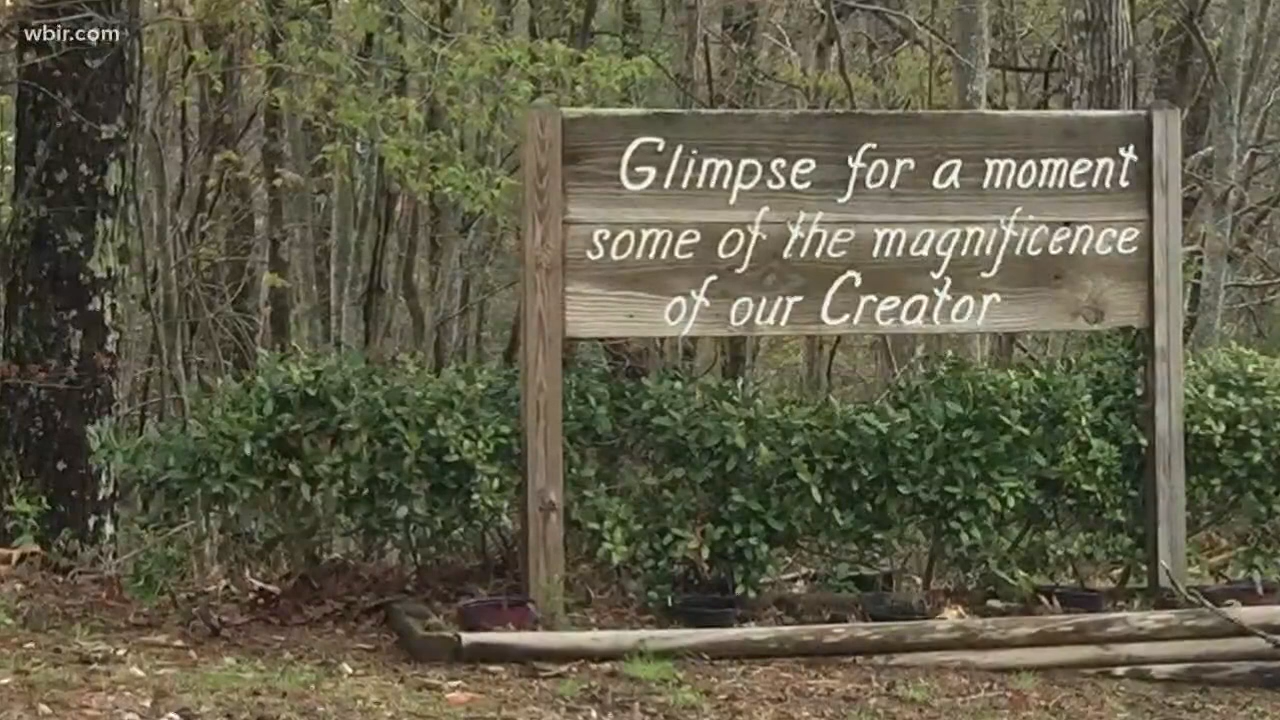 wbir.com
Glimpse for a moment
some of the magnificence
of our Creator